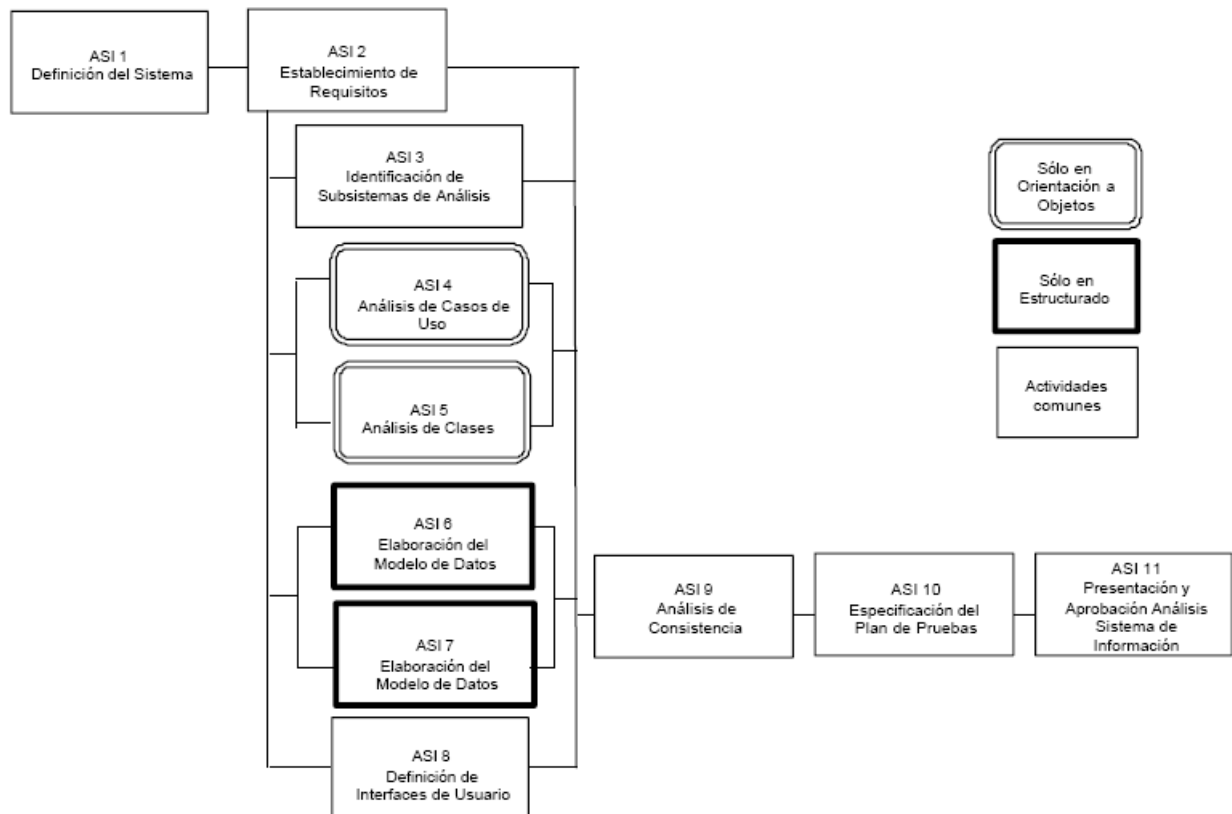 ASI 1
Definición del Sistema
ASI 2
Establecimiento de
Requisitos
ASI 3
Identificación de
Subsistemas de Análisis
ASI 4
Análisis de Casos de
Uso
ASI 5
Análisis de Clases
ASI 6
Elaboración del
Modelo de Datos
ASI 7
Elaboración del
Modelo de Datos
ASI 8
Definición de
Interfaces de Usuario
ASI 9
Análisis de
Consistencia
ASI 10
Especificación del
Plan de Pruebas
ASI 11
Presentación y
Aprobación Análisis
Sistema de
Información
Sólo en
Orientación a
Objetos
Sólo en
Estructurado
Actividades
comunes